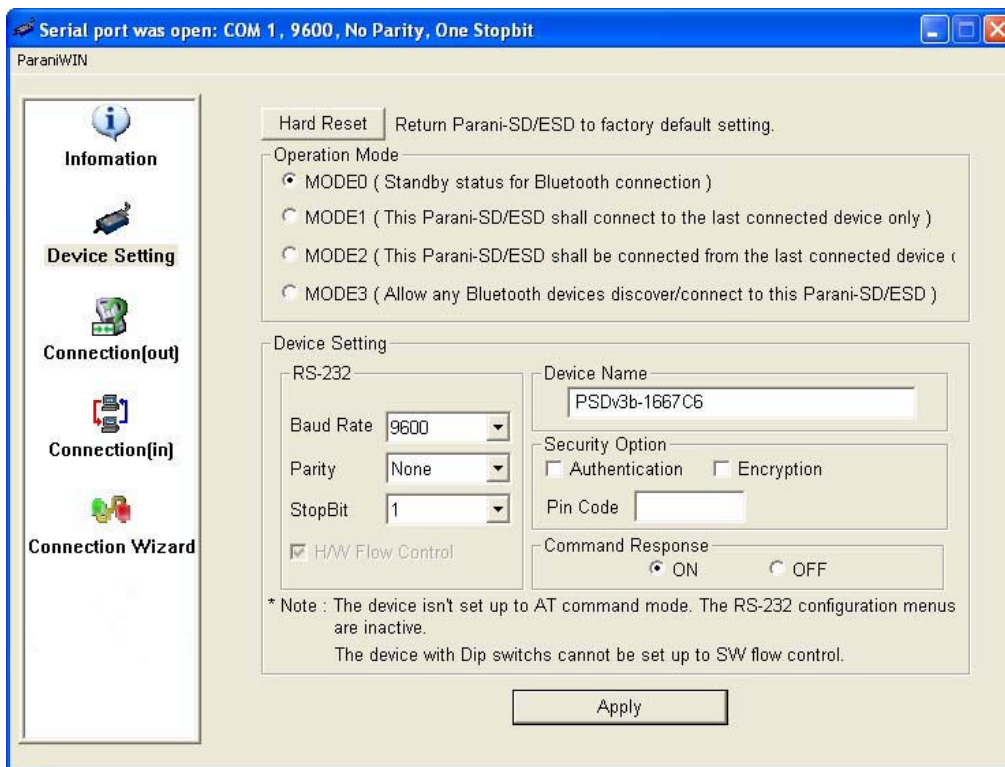 Serial port was open: COM 1, 9600, No Parity, One Stopbit
ParaniWIN
Infomation
Device Setting
Connection(out)
Connection(in)
Connection Wizard
Hard Reset Return Parani-SD/ESD to factory default setting.
Operation Mode
MODE0 ( Standby status for Bluetooth connection )
MODE1 ( This Parani-SD/ESD shall connect to the last connected device only )
MODE2 ( This Parani-SD/ESD shall be connected from the last connected device
MODE3 ( Allow any Bluetooth devices discover/connect to this Parani-SD/ESD )
Device Setting
RS-232
Baud Rate 9600
Parity None
StopBit 1
H/W Flow Control
Device Name
PSDv3b-1667C6
Security Option
Authentication Encryption
Pin Code
Command Response
ON OFF
* Note : The device isn't set up to AT command mode. The RS-232 configuration menus
are inactive.
The device with Dip switchs cannot be set up to SW flow control.
Apply